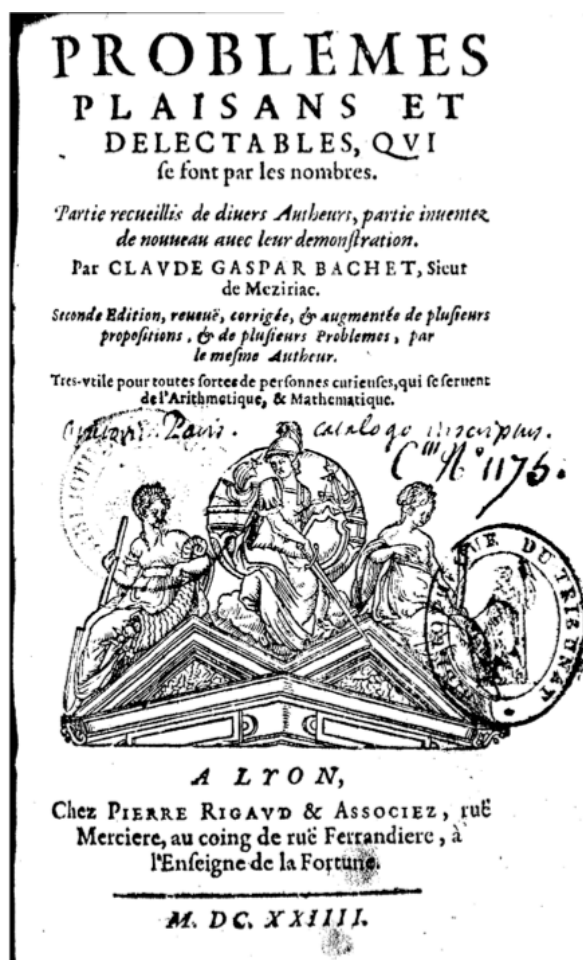 PROBLEMES
PLAISANS ET
DELECTABLES, QVI
ſe font par les nombres.
Partie recueillis de diuers Autheurs, partie inuentez
de nouueau auec leur demonſtration.
Par CLAVDE GASPAR BACHET, Sieur
de Meziriac.
Seconde Edition, reueuë, corrigée, & augmentée de pluſieurs
propoſitions, & de pluſieurs Problemes, par
le meſme Autheur.
Tres-vtile pour toutes ſortes de perſonnes curieuſes, qui ſe ſeruent
de l'Arithmetique, & Mathematique.
Paris. catalogo inscriptus.
N° 1175.
DU TRIBUNAT
A LYON,
Chez PIERRE RIGAVD & ASSOCIEZ, ruë
Merciere, au coing de ruë Ferrandiere, à
l'Enſeigne de la Fortune.
M. DC. XXIIII.